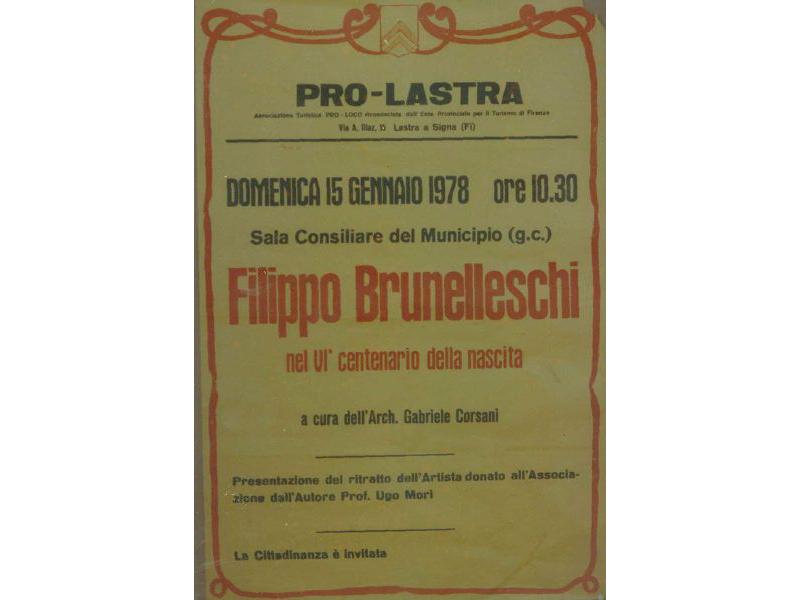 PRO-LASTRA
Associazione Turistica PRO - LOCO riconosciuta dall'Ente Provinciale per il Turismo di Firenze
Via A. Diaz, 15 Lastra a Signa (FI)
DOMENICA 15 GENNAIO 1978 ore 10.30
Sala Consiliare del Municipio (g.c.)
Filippo Brunelleschi
nel VI° centenario della nascita
a cura dell'Arch. Gabriele Corsani
Presentazione del ritratto dell'Artista donato all'Associa-
zione dall'Autore Prof. Ugo Mori
La Cittadinanza è invitata